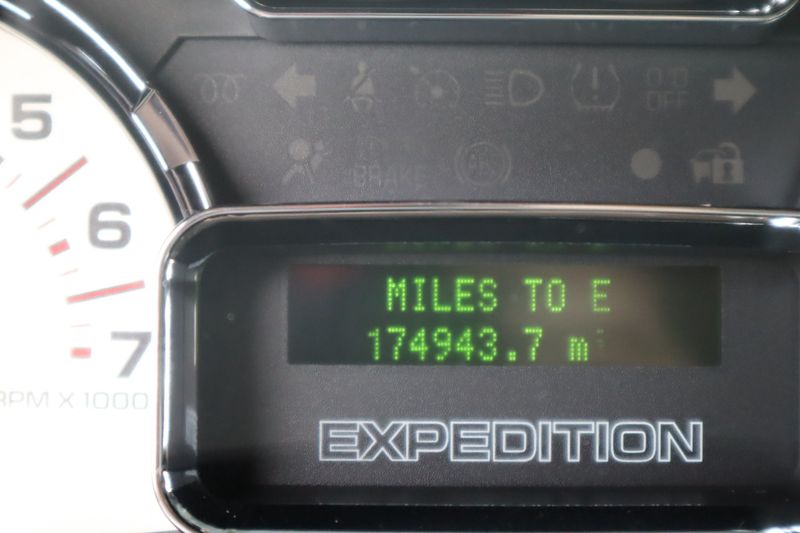 O/D
OFF
BRAKE
5
6
7
RPM X 1000
MILES TO E
174943.7 m
EXPEDITION